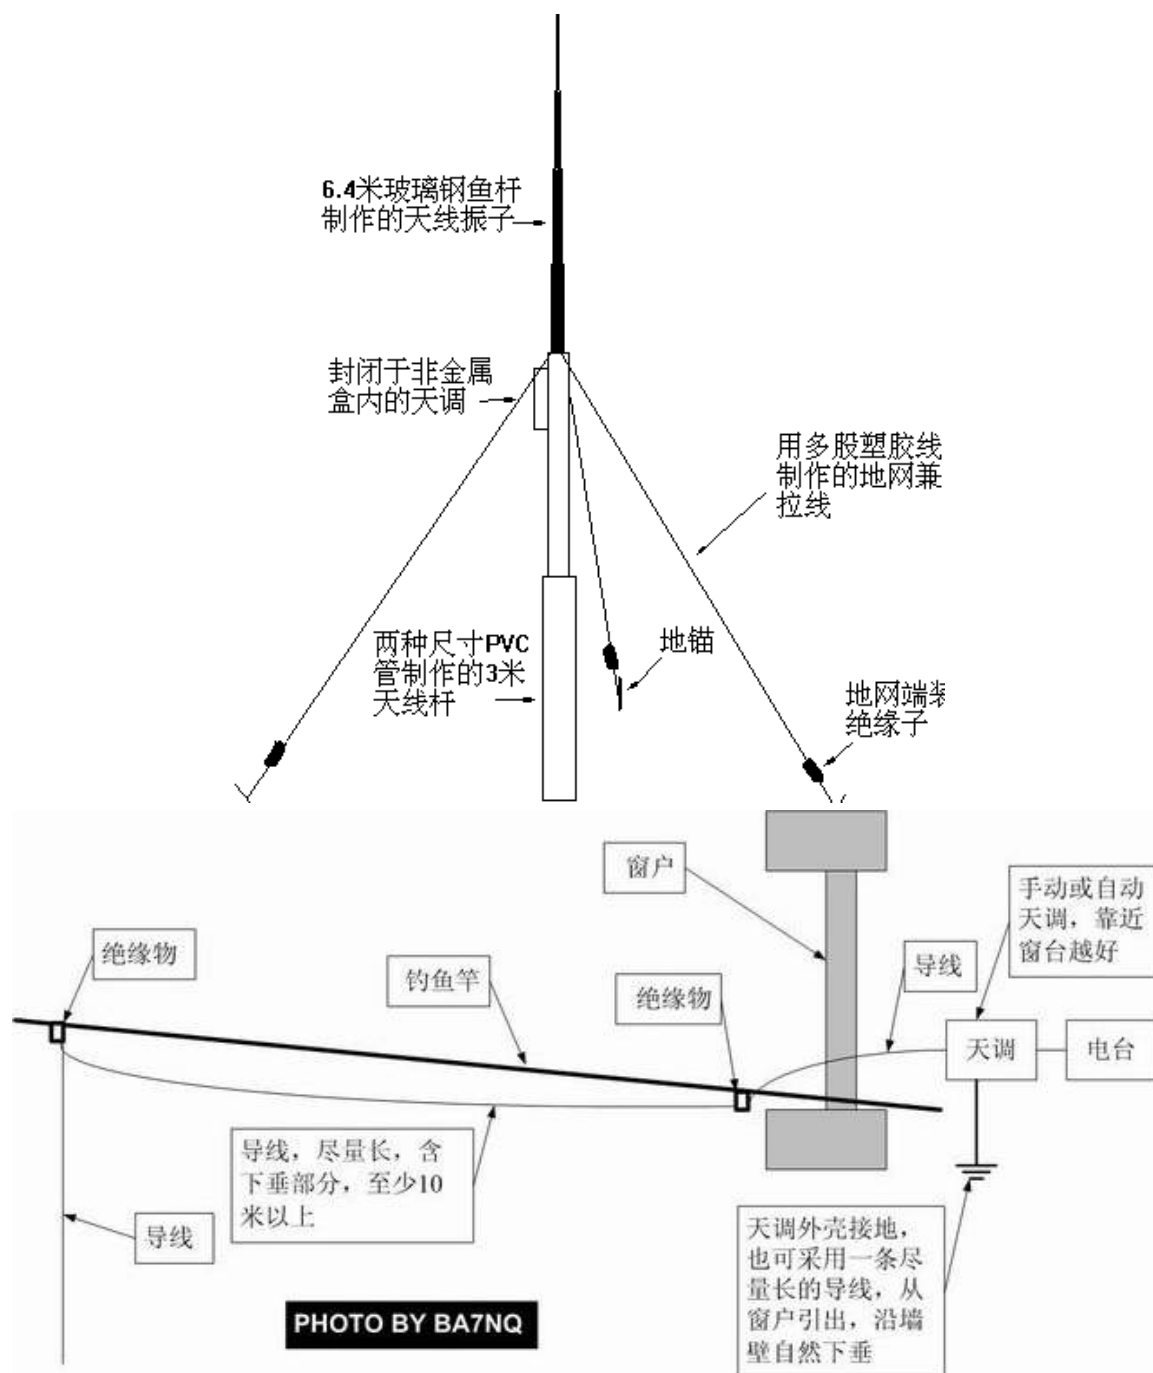 6.4米玻璃钢鱼杆
制作的天线振子
封闭于非金属
盒内的天调
用多股塑胶线
制作的地网兼
拉线
两种尺寸PVC
管制作的3米
天线杆
地锚
地网端装
绝缘子
窗户
手动或自动
天调，靠近
窗台越好
绝缘物
钓鱼竿
绝缘物
导线
天调
电台
导线，尽量长，含
下垂部分，至少10
米以上
导线
天调外壳接地，
也可采用一条尽
量长的导线，从
窗户引出，沿墙
壁自然下垂
PHOTO BY BA7NQ